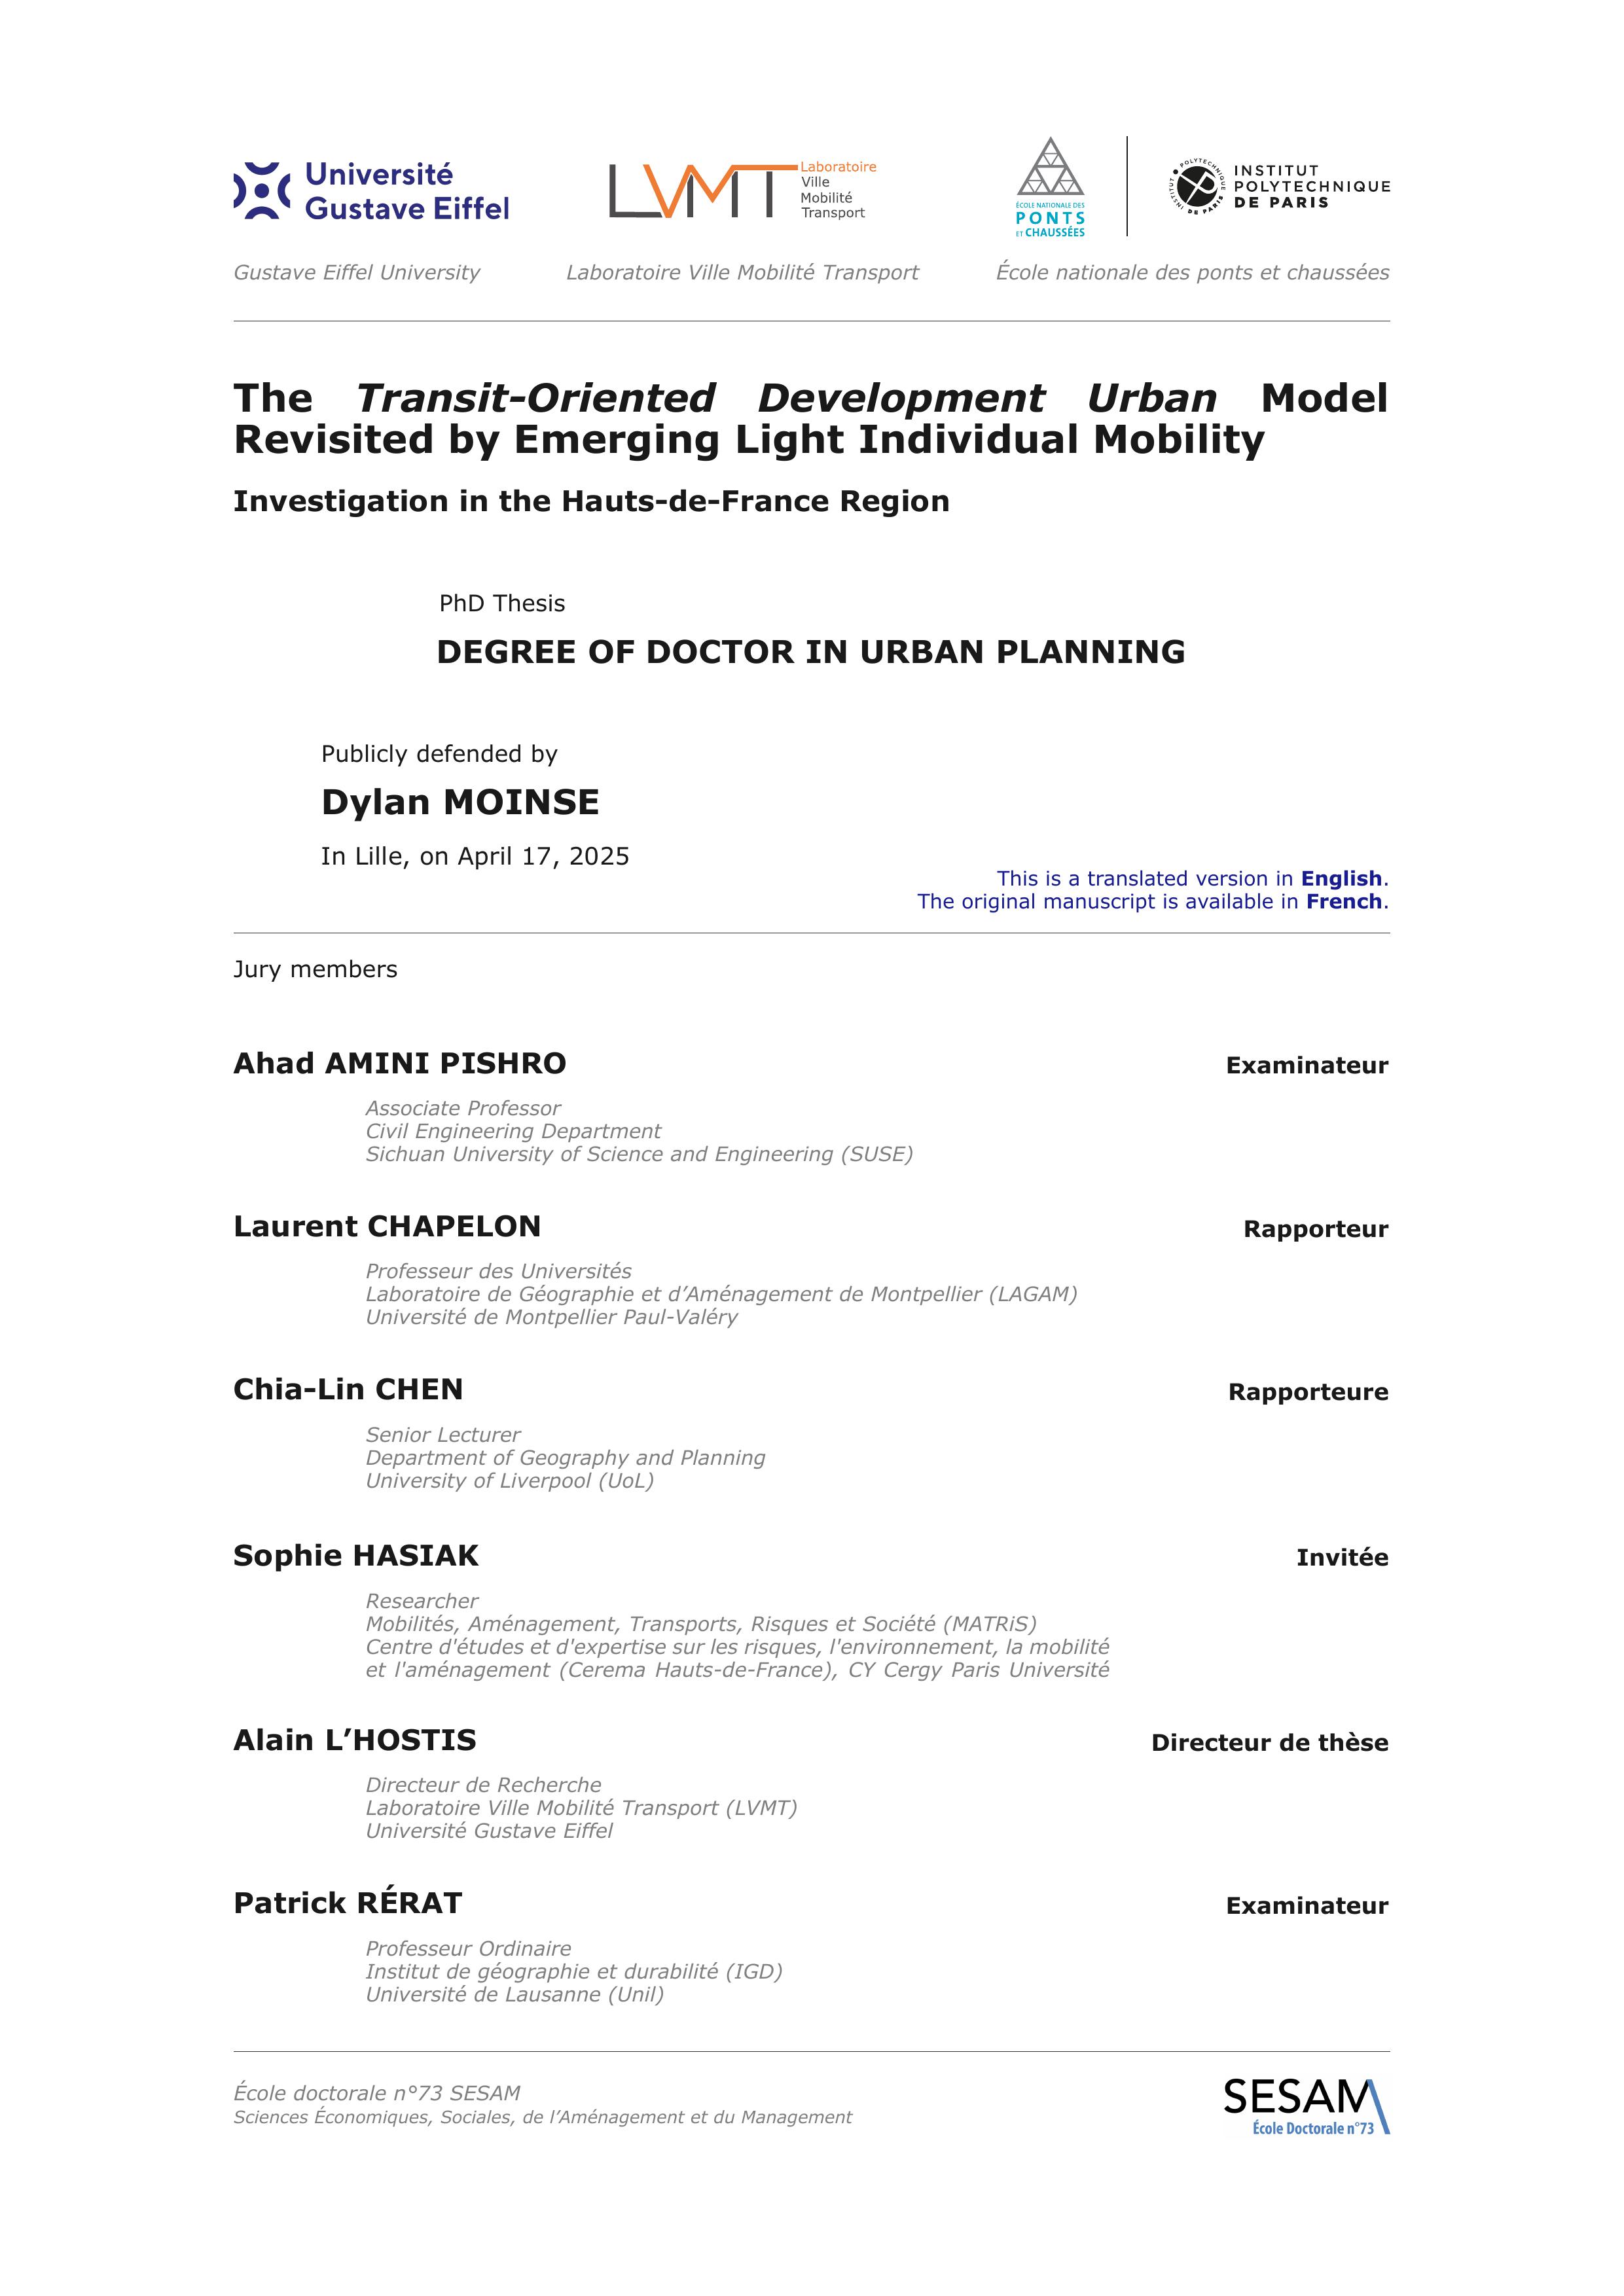 Université
Gustave Eiffel
LVMT
Laboratoire
Ville
Mobilité
Transport
ÉCOLE NATIONALE DES
PONTS
ET CHAUSSÉES
INSTITUT POLYTECHNIQUE DE PARIS
INSTITUT
POLYTECHNIQUE
DE PARIS
Gustave Eiffel University
Laboratoire Ville Mobilité Transport
École nationale des ponts et chaussées
The Transit-Oriented Development Urban Model
Revisited by Emerging Light Individual Mobility
Investigation in the Hauts-de-France Region
PhD Thesis
DEGREE OF DOCTOR IN URBAN PLANNING
Publicly defended by
Dylan MOINSE
In Lille, on April 17, 2025
This is a translated version in English.
The original manuscript is available in French.
Jury members
Ahad AMINI PISHRO
Examinateur
Associate Professor
Civil Engineering Department
Sichuan University of Science and Engineering (SUSE)
Laurent CHAPELON
Rapporteur
Professeur des Universités
Laboratoire de Géographie et d’Aménagement de Montpellier (LAGAM)
Université de Montpellier Paul-Valéry
Chia-Lin CHEN
Rapporteure
Senior Lecturer
Department of Geography and Planning
University of Liverpool (UoL)
Sophie HASIAK
Invitée
Researcher
Mobilités, Aménagement, Transports, Risques et Société (MATRiS)
Centre d'études et d'expertise sur les risques, l'environnement, la mobilité
et l'aménagement (Cerema Hauts-de-France), CY Cergy Paris Université
Alain L’HOSTIS
Directeur de thèse
Directeur de Recherche
Laboratoire Ville Mobilité Transport (LVMT)
Université Gustave Eiffel
Patrick RÉRAT
Examinateur
Professeur Ordinaire
Institut de géographie et durabilité (IGD)
Université de Lausanne (Unil)
École doctorale n°73 SESAM
Sciences Économiques, Sociales, de l’Aménagement et du Management
SESAM
École Doctorale n°73